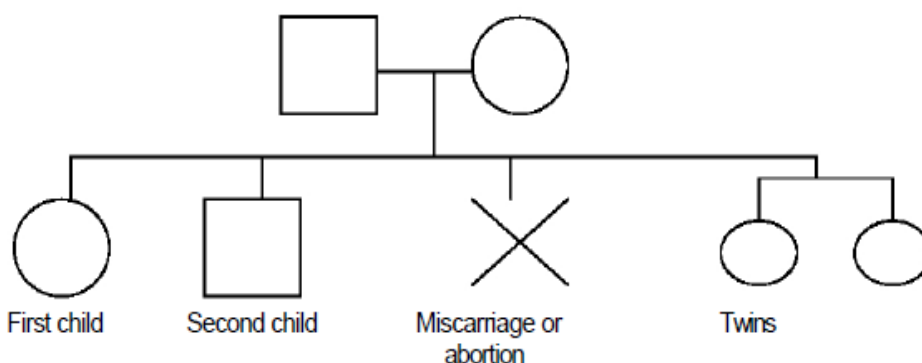 First child
Second child
Miscarriage or
abortion
Twins